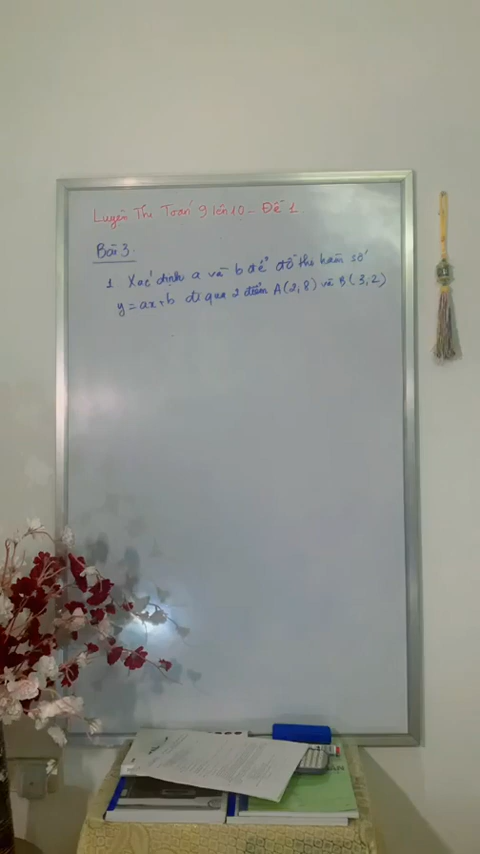 Luyện Thi Toán 9 lên 10 - Đề 1
Bài 3.
1 Xác định a và b để đồ thị hàm số
y = ax + b đi qua 2 điểm A(2,8) và B(3,2)